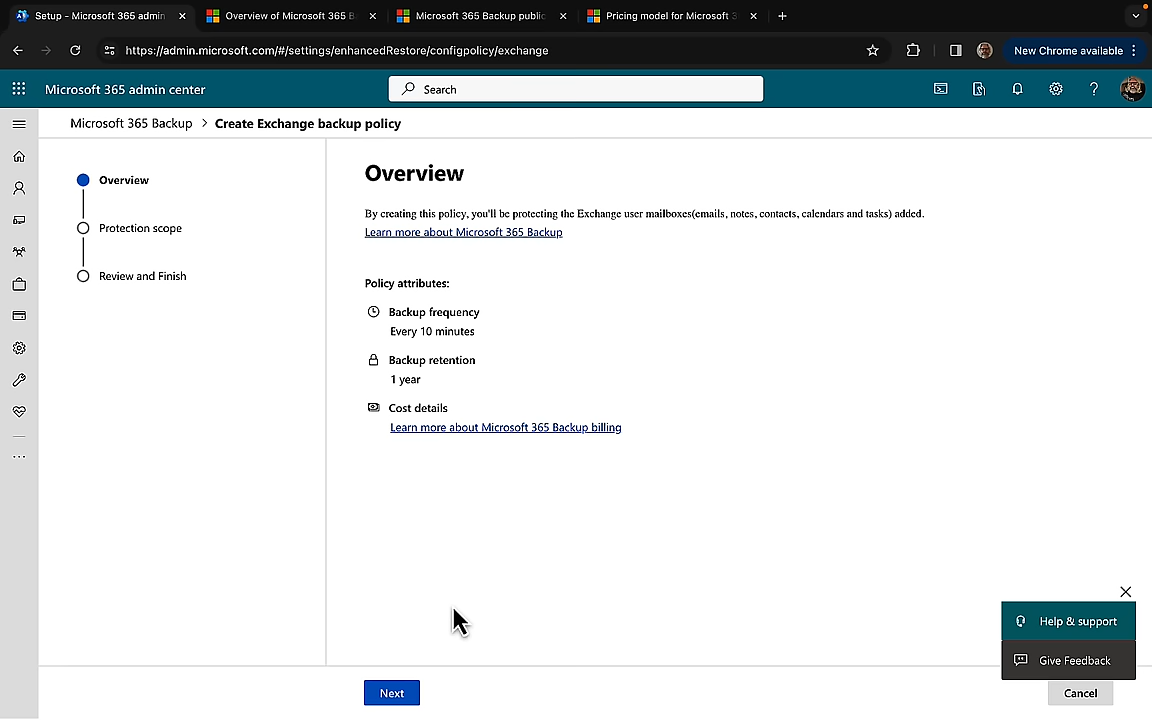 Setup - Microsoft 365 admin
Overview of Microsoft 365 B
Microsoft 365 Backup public
Pricing model for Microsoft 3
https://admin.microsoft.com/#/settings/enhancedRestore/configpolicy/exchange
New Chrome available
Microsoft 365 admin center
Search
Microsoft 365 Backup > Create Exchange backup policy
Overview
Protection scope
Review and Finish
Overview
By creating this policy, you'll be protecting the Exchange user mailboxes(emails, notes, contacts, calendars and tasks) added.
Learn more about Microsoft 365 Backup
Policy attributes:
Backup frequency
Every 10 minutes
Backup retention
1 year
Cost details
Learn more about Microsoft 365 Backup billing
Help & support
Give Feedback
Next
Cancel